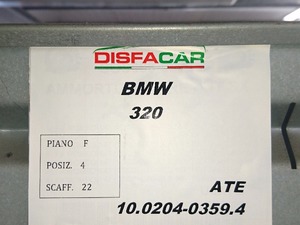 DISFACAR
BMW
320
PIANO F
POSIZ. 4
SCAFF. 22
ATE
10.0204-0359.4